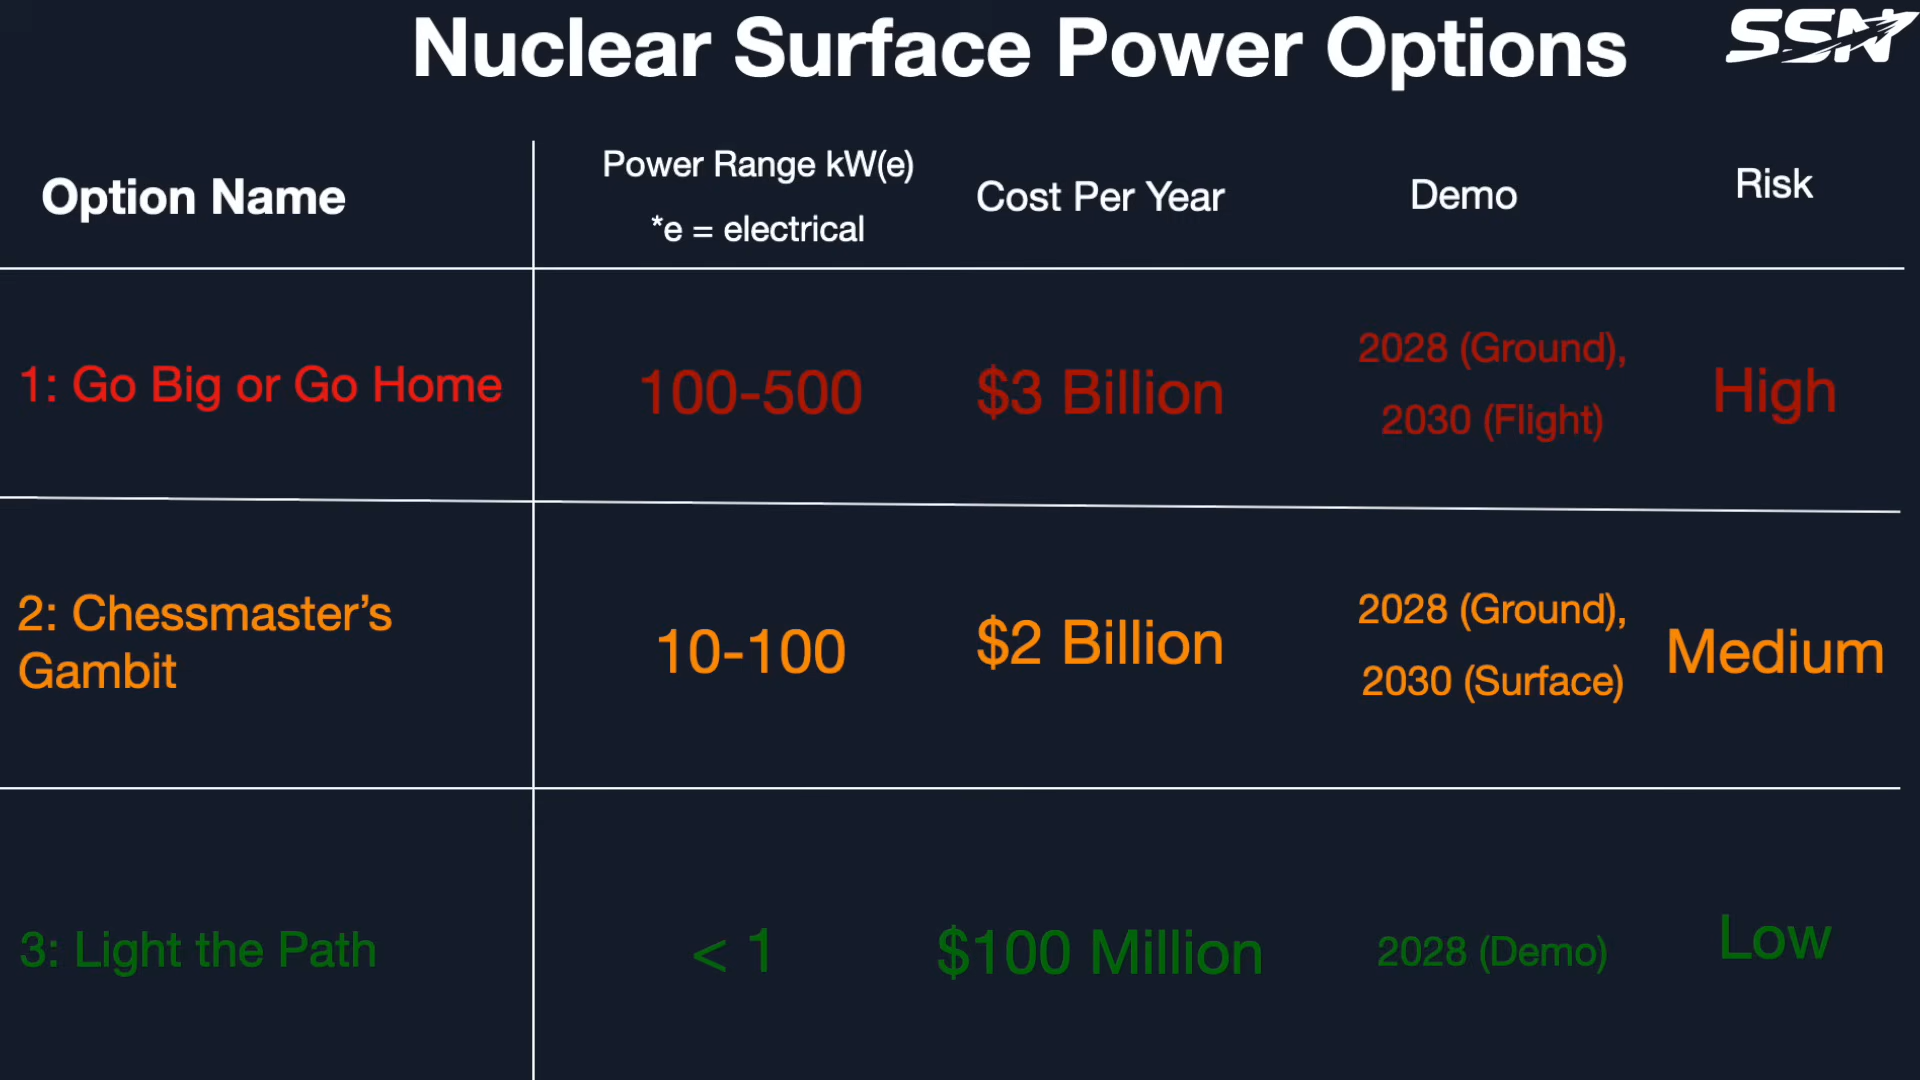 Nuclear Surface Power Options
SSN
Option Name
Power Range kW(e)
*e = electrical
Cost Per Year
Demo
Risk
1: Go Big or Go Home
100-500
$3 Billion
2028 (Ground),
2030 (Flight)
High
2: Chessmaster’s
Gambit
10-100
$2 Billion
2028 (Ground),
2030 (Surface)
Medium
3: Light the Path
< 1
$100 Million
2028 (Demo)
Low